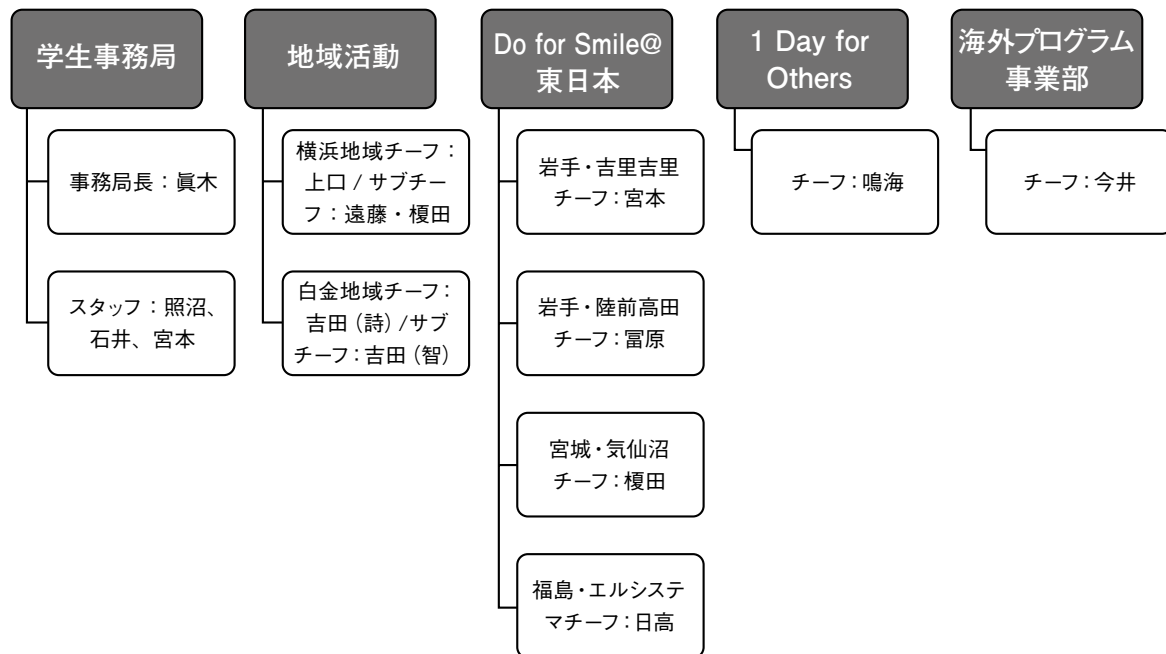 学生事務局
事務局長：眞木
スタッフ：照沼、
石井、宮本
地域活動
横浜地域チーフ：
上口 / サブチー
フ：遠藤・榎田
白金地域チーフ：
吉田（詩）/サブ
チーフ：吉田（智）
Do for Smile@
東日本
岩手・吉里吉里
チーフ：宮本
岩手・陸前高田
チーフ：冨原
宮城・気仙沼
チーフ：榎田
福島・エルシステ
マチーフ：日高
1 Day for
Others
チーフ：鳴海
海外プログラム
事業部
チーフ：今井